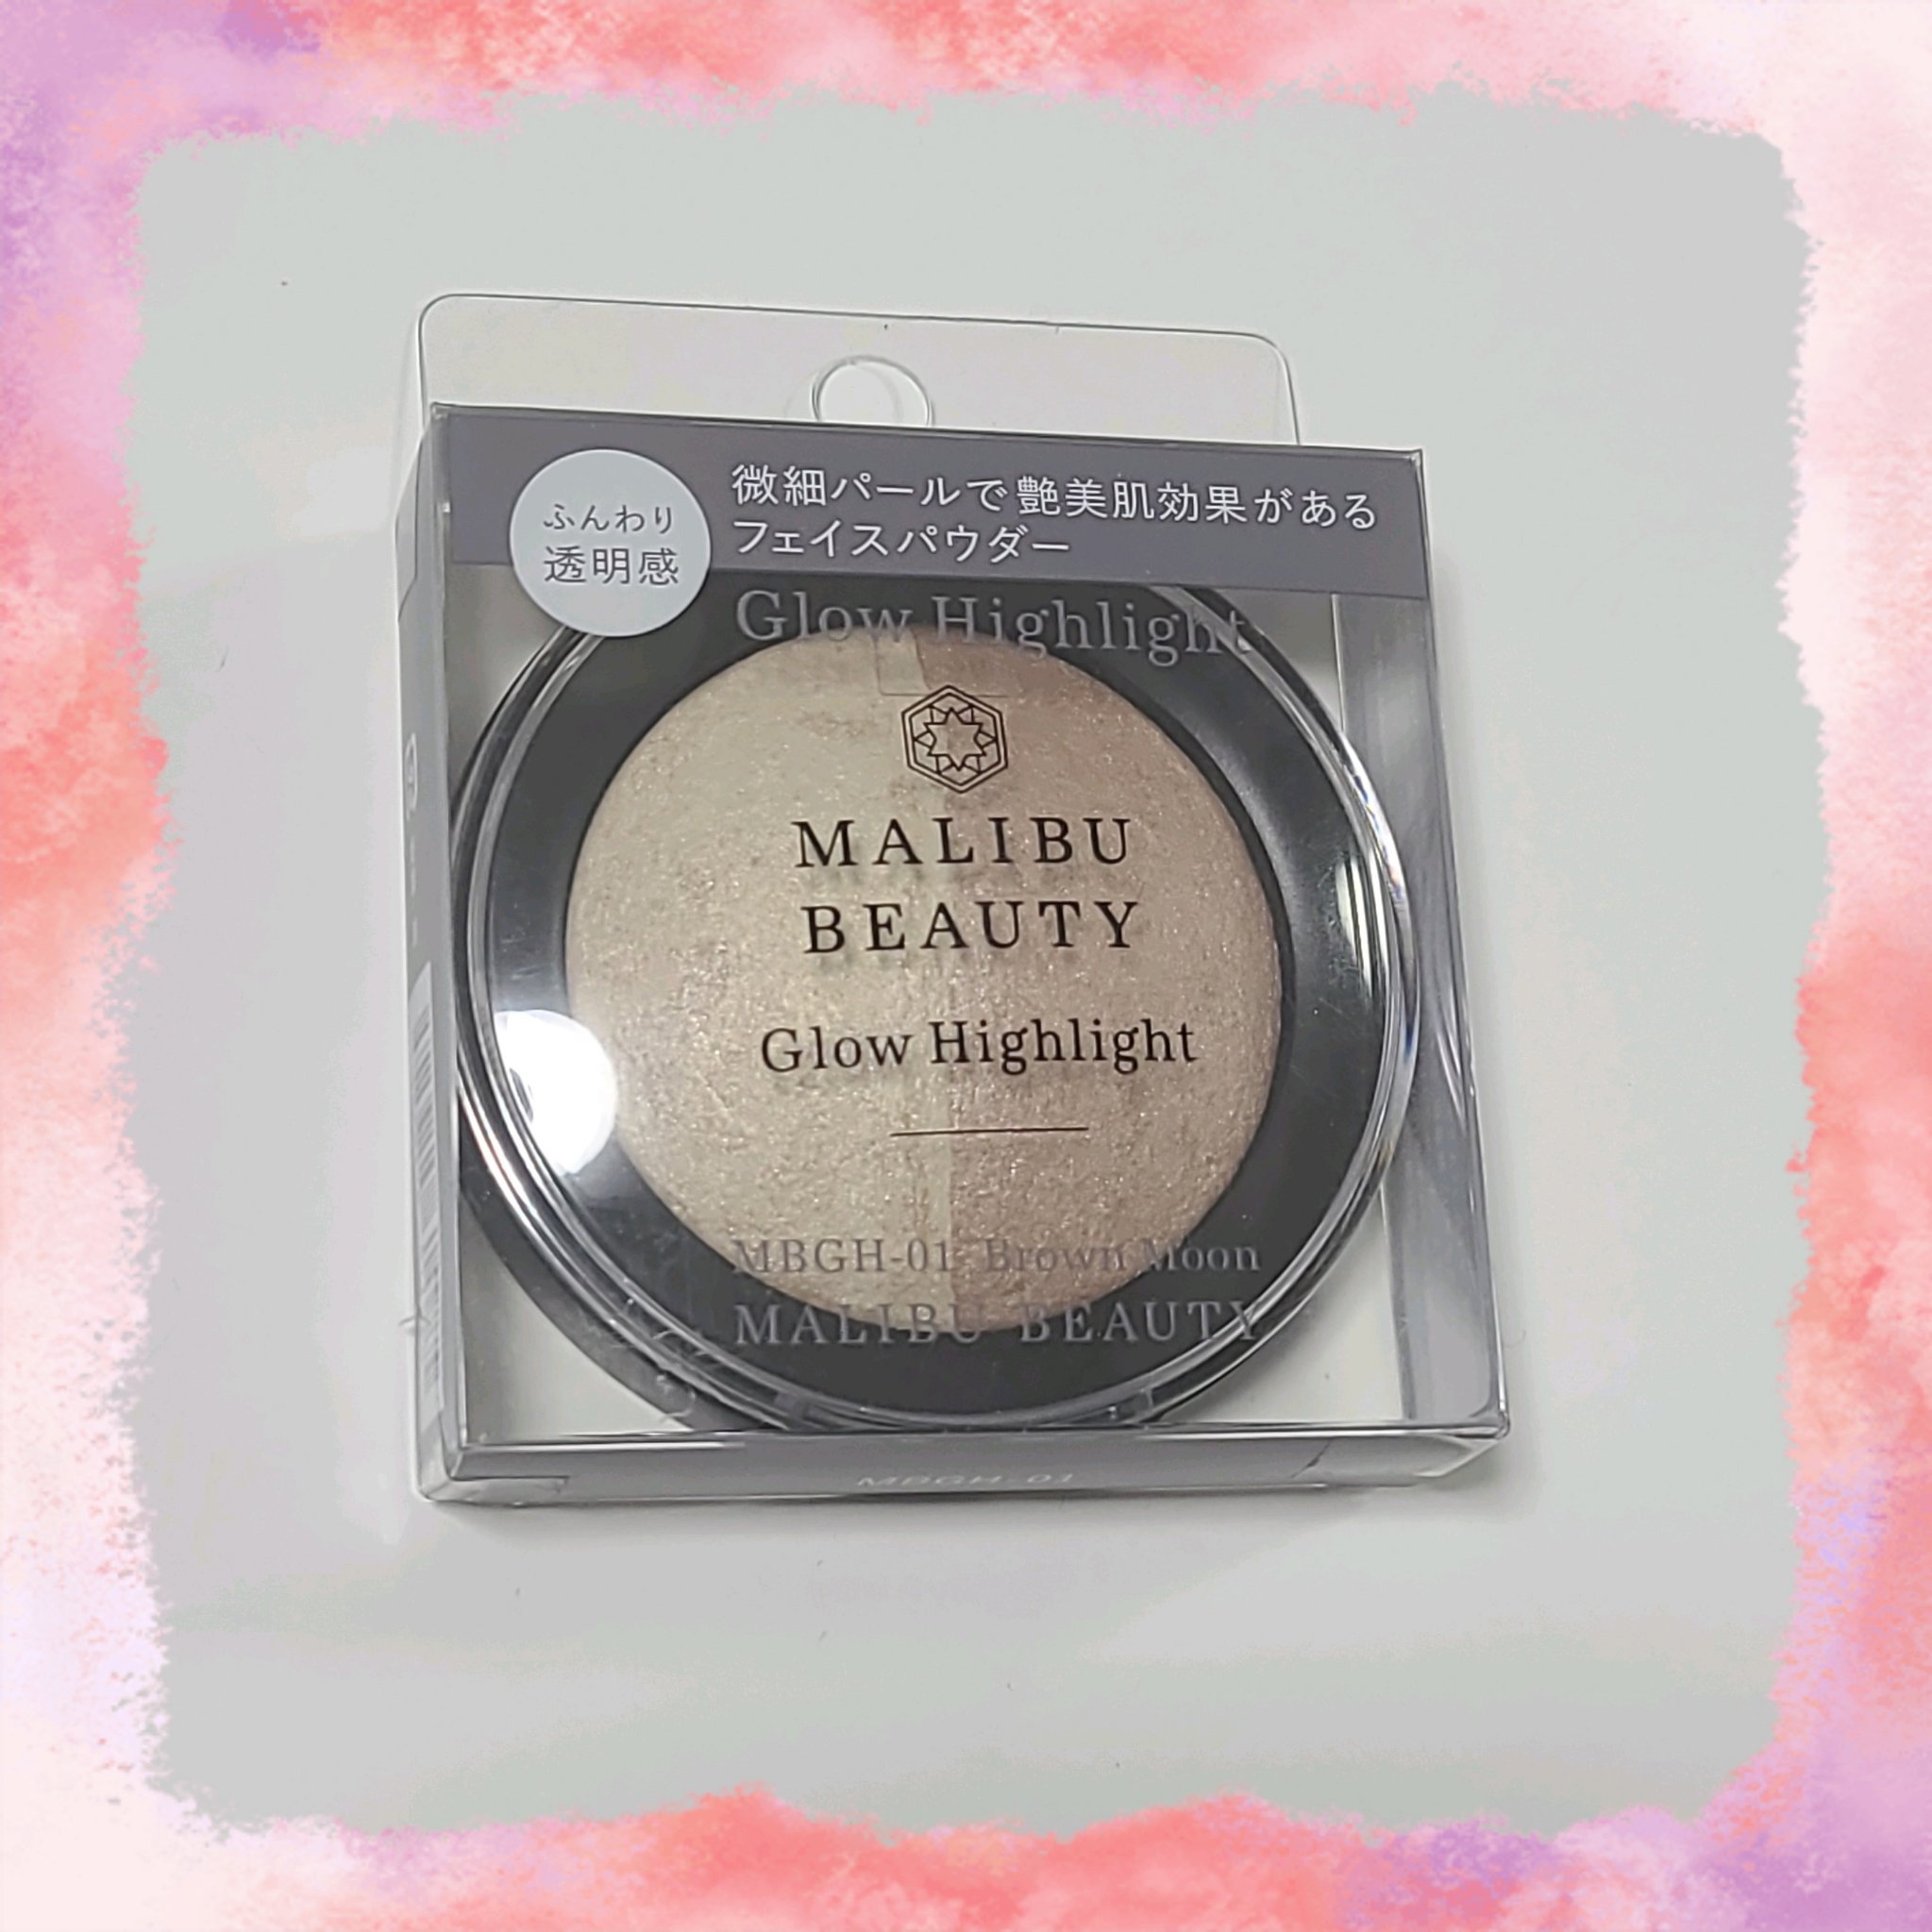 ふんわり
透明感
微細パールで艶美肌効果がある
フェイスパウダー
Glow Highlight
MALIBU
BEAUTY
Glow Highlight
MBGH-01 Brown Moon
MALIBU BEAUTY
MBGH-01